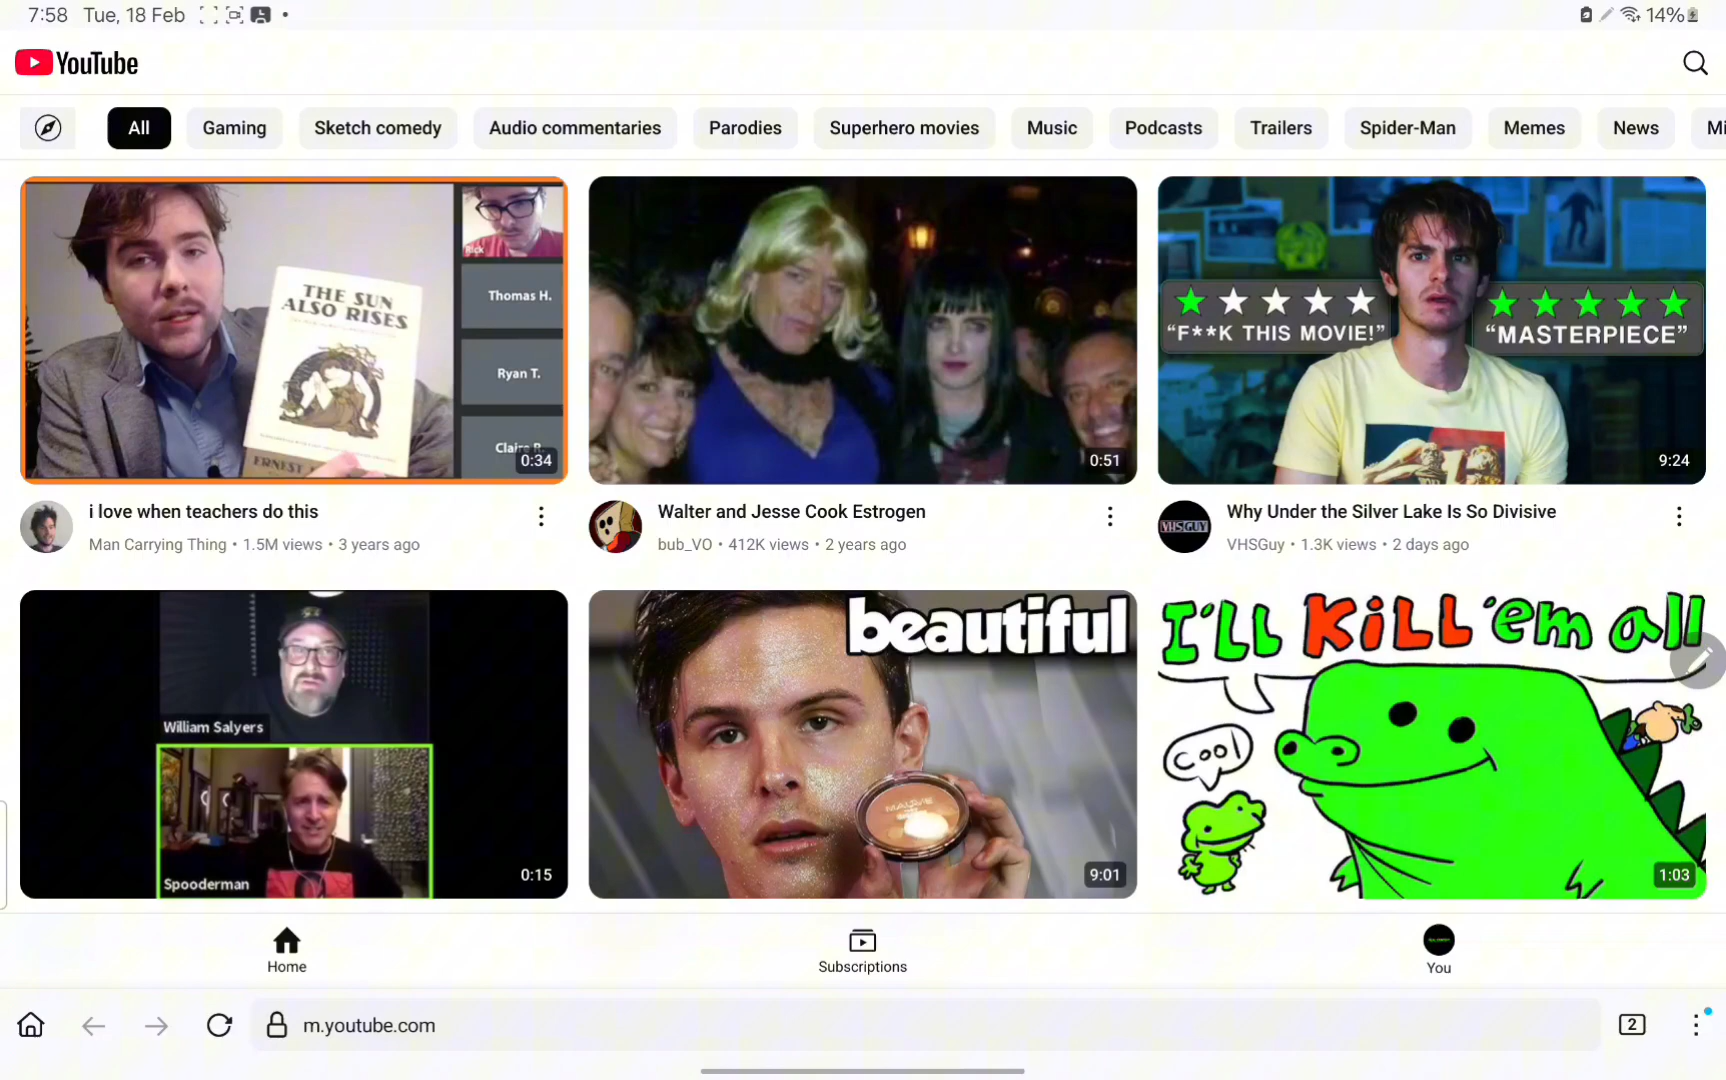 7:58 Tue, 18 Feb
14%
YouTube
All Gaming Sketch comedy Audio commentaries Parodies Superhero movies Music Podcasts Trailers Spider-Man Memes News Mi
THE SUN
ALSO RISES
ERNEST
Rick
Thomas H.
Ryan T.
Claire R.
0:34
0:51
"F**K THIS MOVIE!"
"MASTERPIECE"
9:24
i love when teachers do this
Man Carrying Thing • 1.5M views • 3 years ago
Walter and Jesse Cook Estrogen
bub_VO • 412K views • 2 years ago
VHSGUY
Why Under the Silver Lake Is So Divisive
VHSGuy • 1.3K views • 2 days ago
William Salyers
Spooderman
0:15
beautiful
9:01
I'LL KiLL 'em all
cool
1:03
Home
Subscriptions
You
m.youtube.com
2